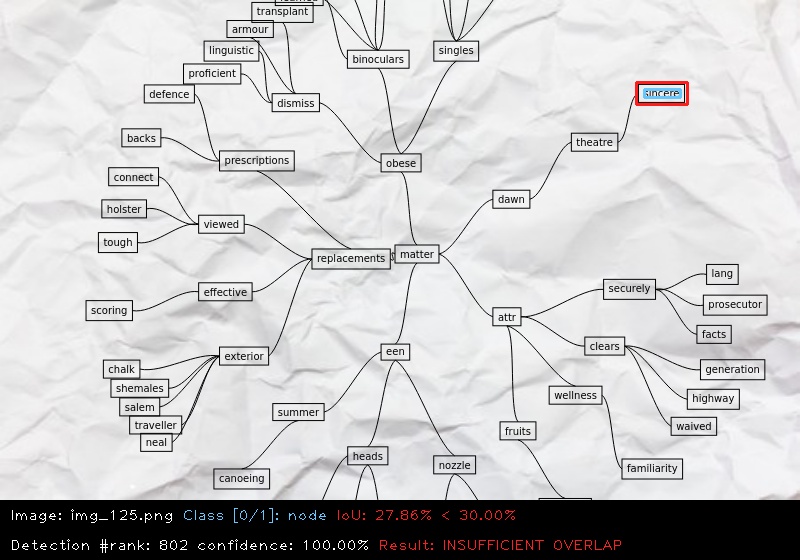 transplant
armour
linguistic
binoculars
singles
proficient
defence
dismiss
sincere
backs
theatre
prescriptions
obese
connect
dawn
holster
viewed
tough
matter
replacements
lang
securely
effective
prosecutor
scoring
attr
facts
clears
een
exterior
chalk
generation
shemales
wellness
highway
salem
summer
traveller
waived
fruits
neal
heads
nozzle
familiarity
canoeing
Image: img_125.png Class [0/1]: node IoU: 27.86% < 30.00%
Detection #rank: 802 confidence: 100.00% Result: INSUFFICIENT OVERLAP